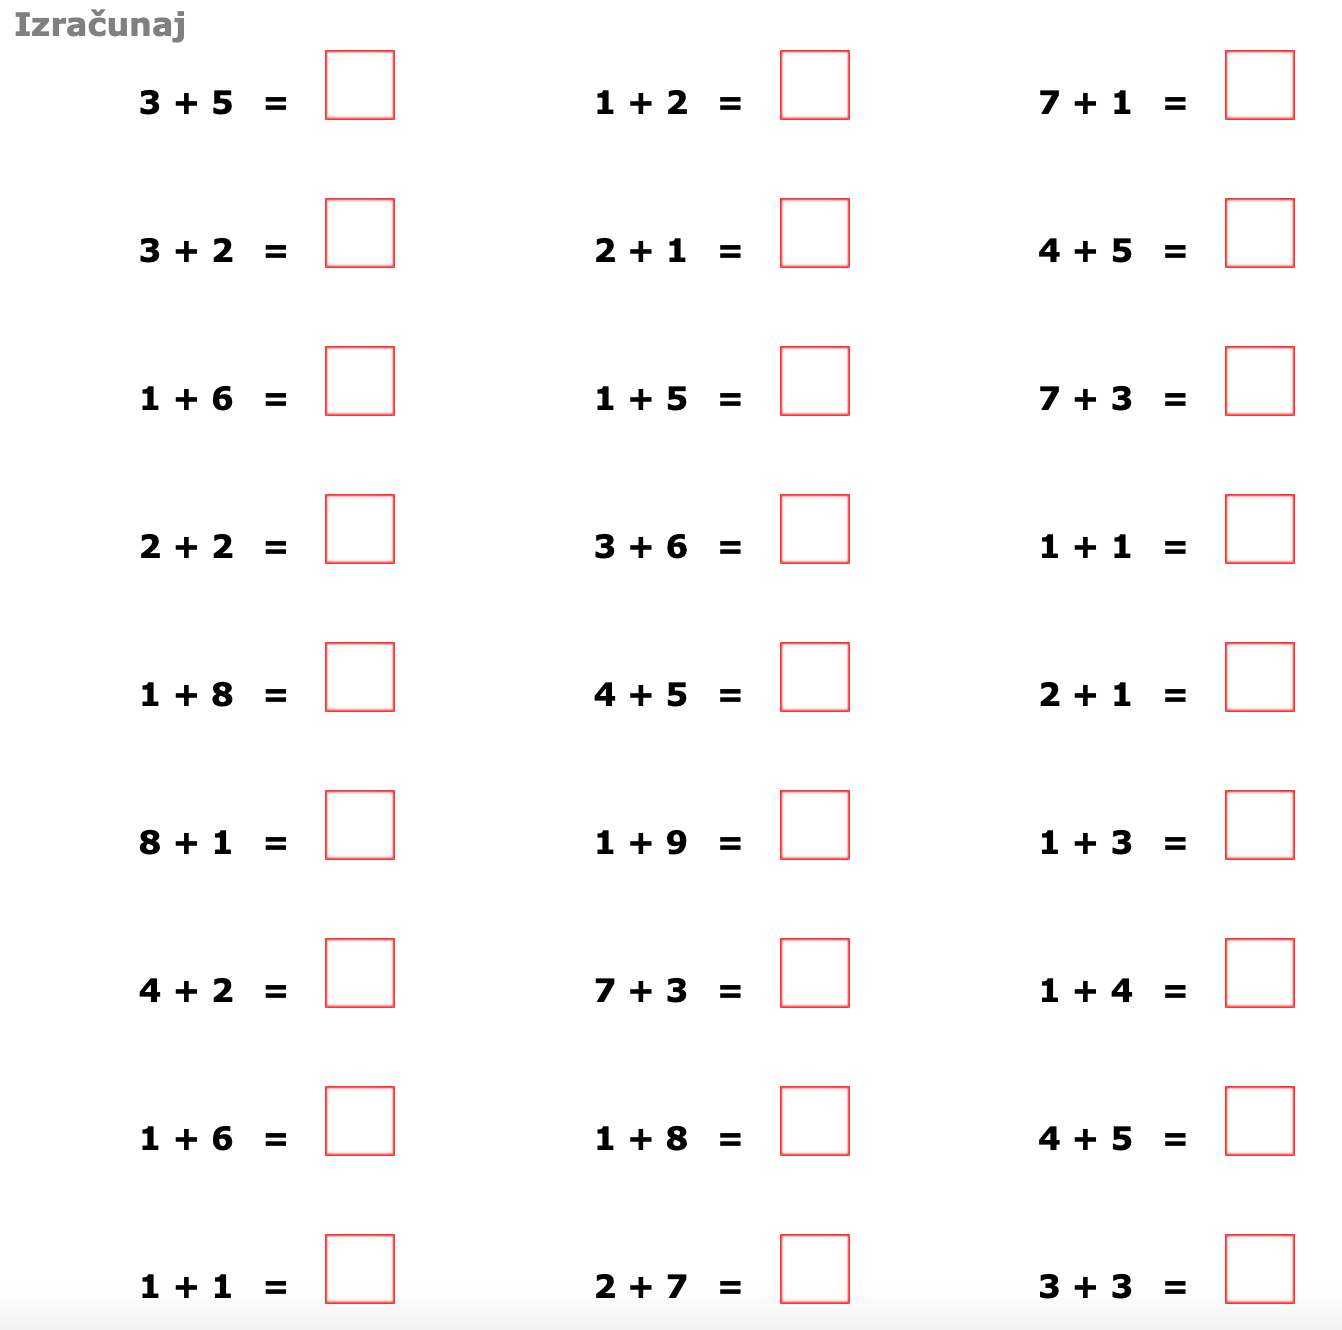 Izračunaj
3 + 5 = 1 + 2 = 7 + 1 =
3 + 2 = 2 + 1 = 4 + 5 =
1 + 6 = 1 + 5 = 7 + 3 =
2 + 2 = 3 + 6 = 1 + 1 =
1 + 8 = 4 + 5 = 2 + 1 =
8 + 1 = 1 + 9 = 1 + 3 =
4 + 2 = 7 + 3 = 1 + 4 =
1 + 6 = 1 + 8 = 4 + 5 =
1 + 1 = 2 + 7 = 3 + 3 =